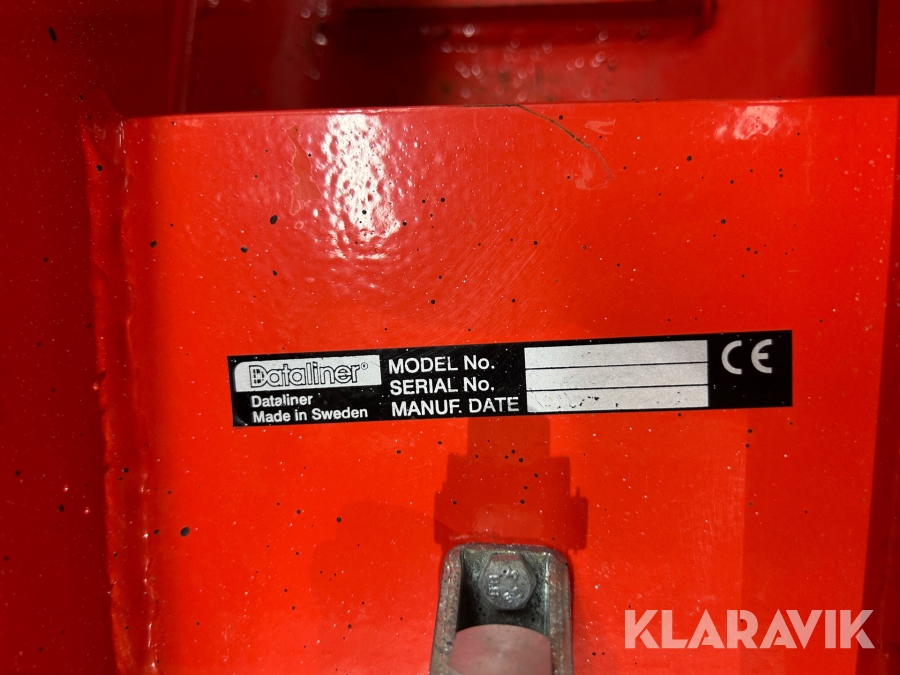 Dataliner®
Dataliner
Made in Sweden
MODEL No.
SERIAL No.
MANUF. DATE
CE
KLARAVIK